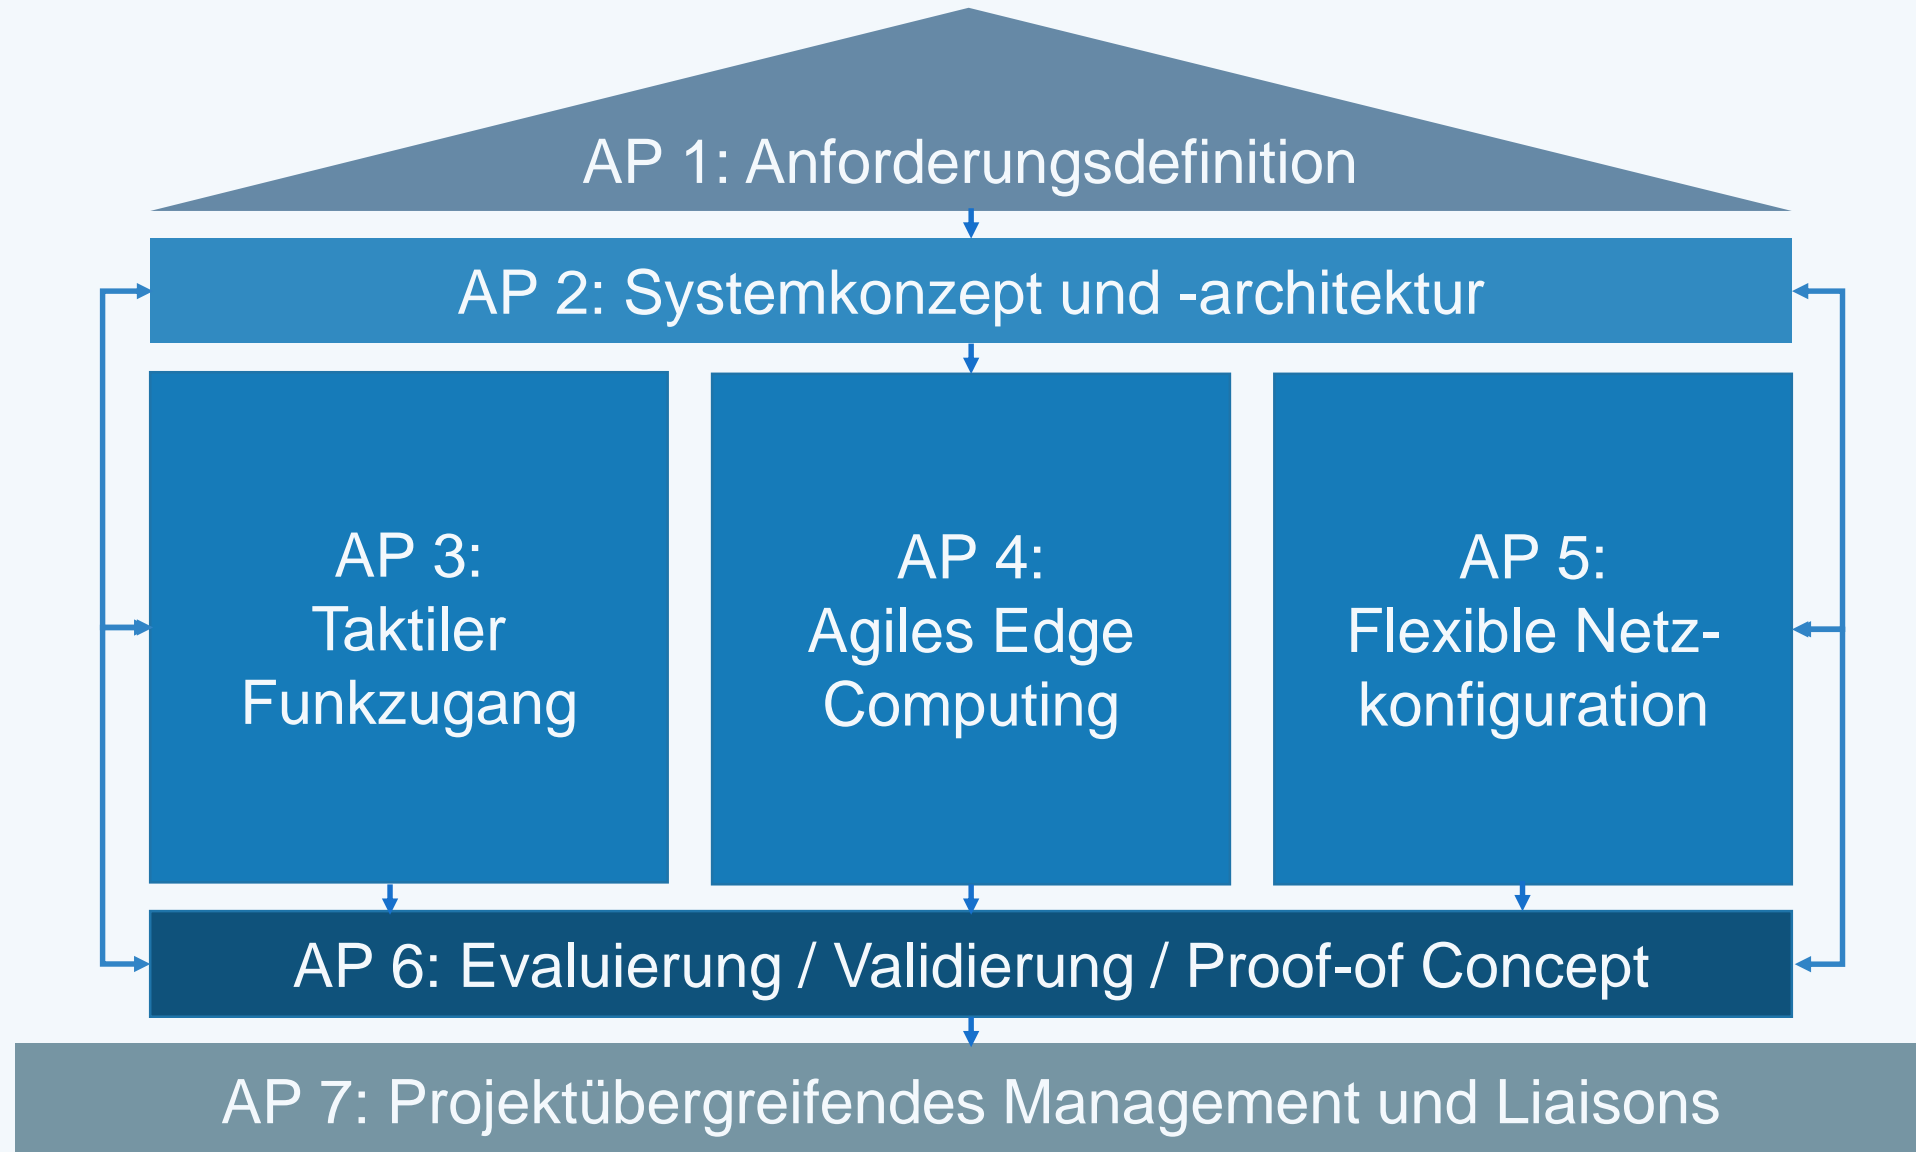 AP 1: Anforderungsdefinition
AP 2: Systemkonzept und -architektur
AP 3:
Taktiler
Funkzugang
AP 4:
Agiles Edge
Computing
AP 5:
Flexible Netz-
konfiguration
AP 6: Evaluierung / Validierung / Proof-of Concept
AP 7: Projektübergreifendes Management und Liaisons